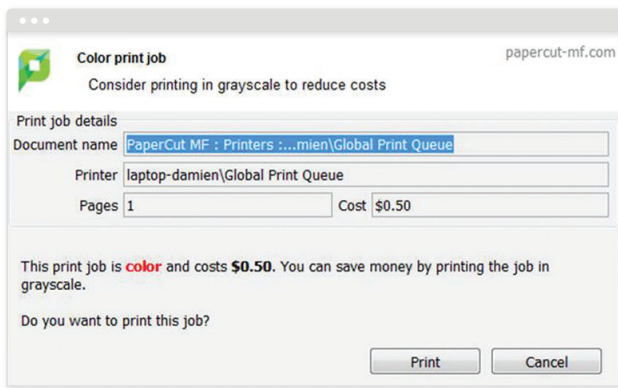 papercut-mf.com
Color print job
Consider printing in grayscale to reduce costs
Print job details
Document name PaperCut MF : Printers :...mien\Global Print Queue
Printer laptop-damien\Global Print Queue
Pages 1 Cost $0.50
This print job is color and costs $0.50. You can save money by printing the job in
grayscale.
Do you want to print this job?
Print Cancel